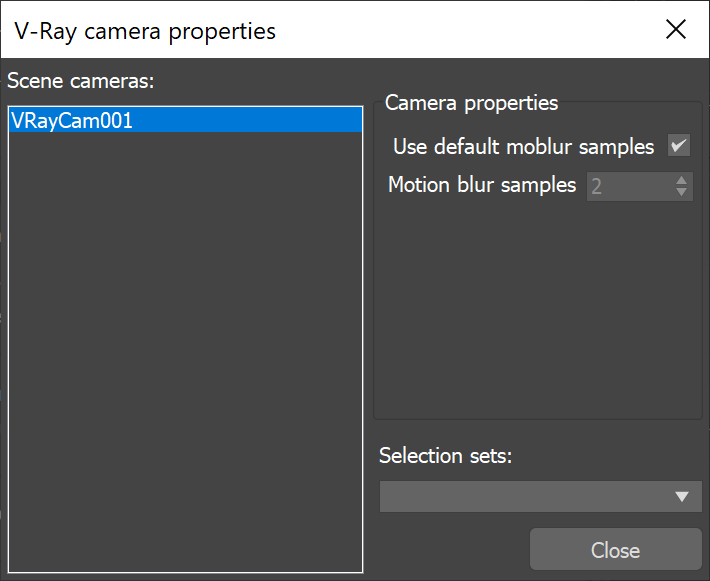 V-Ray camera properties
Scene cameras:
VRayCam001
Camera properties
Use default moblur samples
Motion blur samples 2
Selection sets:
Close